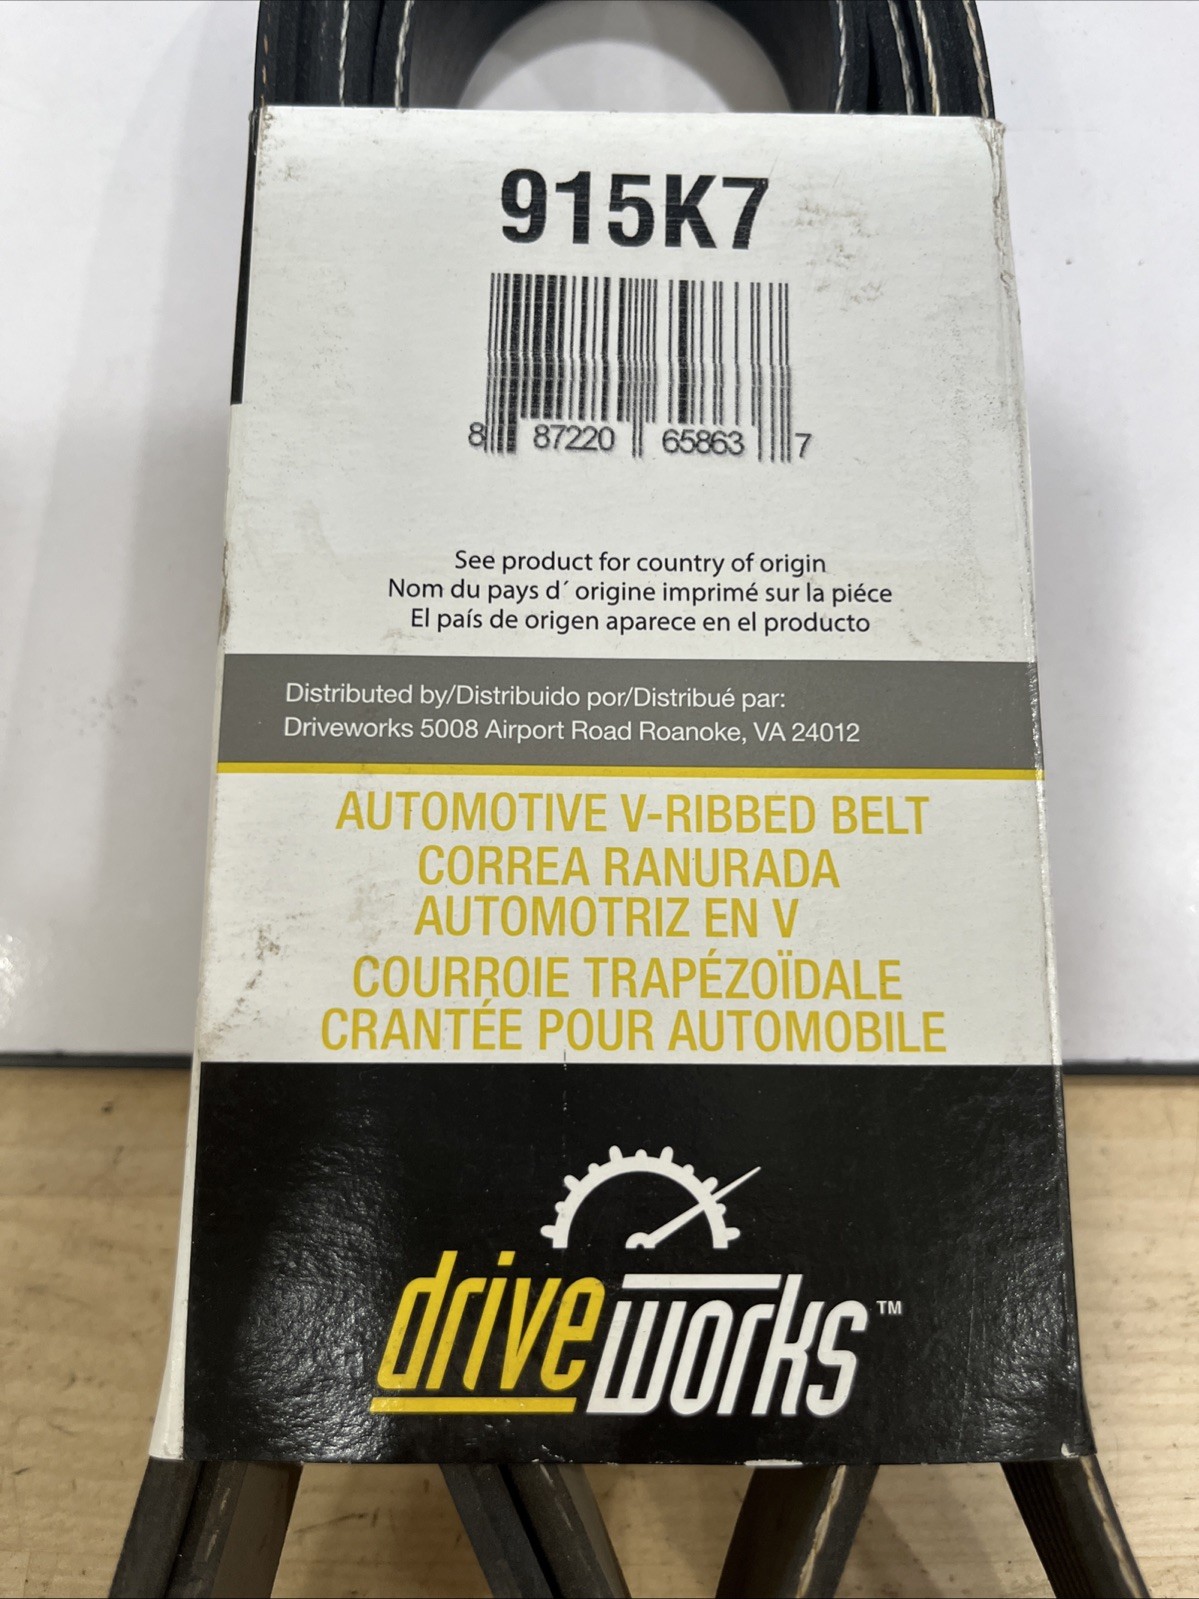 915K7
8 87220 65863 7
See product for country of origin
Nom du pays d´ origine imprimé sur la piéce
El país de origen aparece en el producto
Distributed by/Distribuido por/Distribué par:
Driveworks 5008 Airport Road Roanoke, VA 24012
AUTOMOTIVE V-RIBBED BELT
CORREA RANURADA
AUTOMOTRIZ EN V
COURROIE TRAPÉZOÏDALE
CRANTÉE POUR AUTOMOBILE
driveworks™